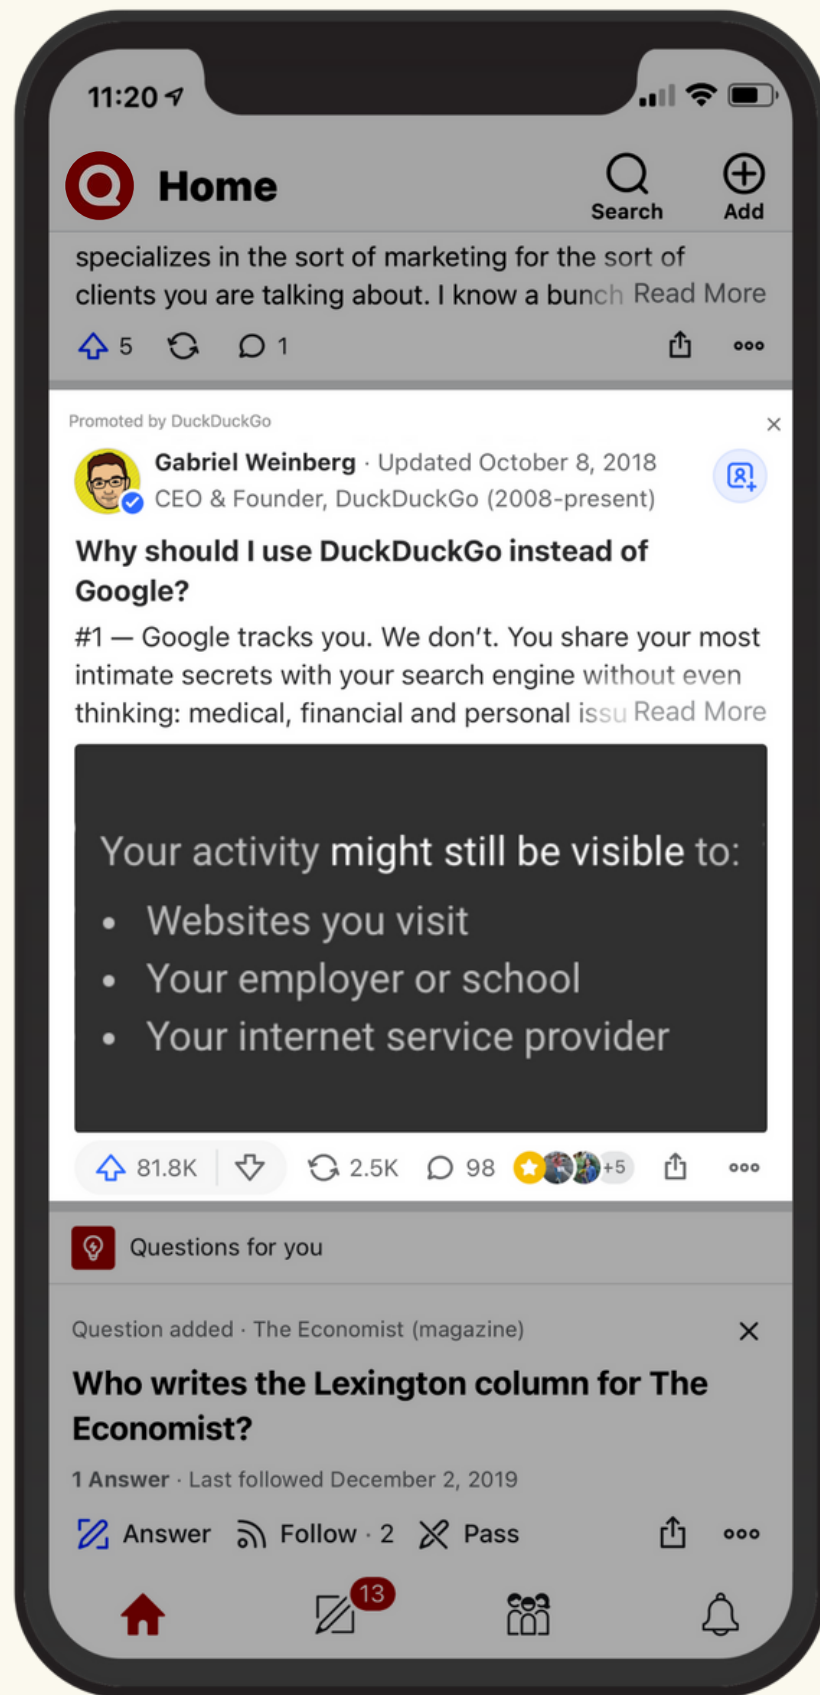 11:20
Home
Search
Add
specializes in the sort of marketing for the sort of
clients you are talking about. I know a bunch Read More
5
1
Promoted by DuckDuckGo
Gabriel Weinberg · Updated October 8, 2018
CEO & Founder, DuckDuckGo (2008-present)
Why should I use DuckDuckGo instead of
Google?
#1 — Google tracks you. We don't. You share your most
intimate secrets with your search engine without even
thinking: medical, financial and personal issu Read More
Your activity might still be visible to:
• Websites you visit
• Your employer or school
• Your internet service provider
81.8K
2.5K
98
+5
Questions for you
Question added · The Economist (magazine)
Who writes the Lexington column for The
Economist?
1 Answer · Last followed December 2, 2019
Answer
Follow · 2
Pass
13